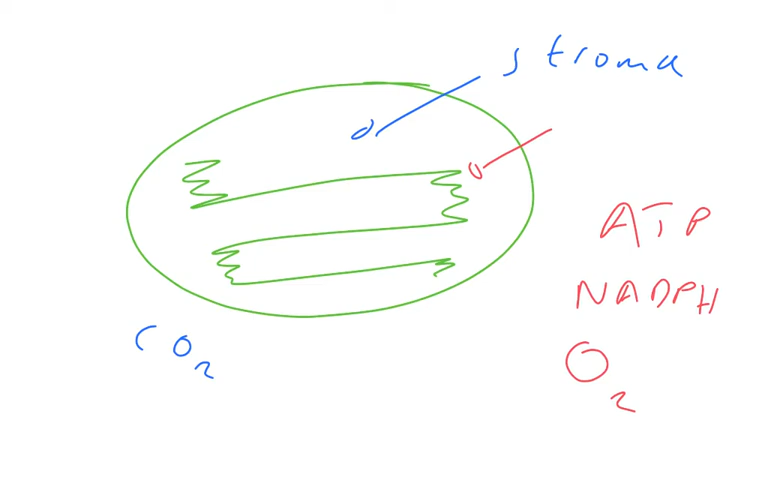 stroma
ATP
NADPH
O2
CO2